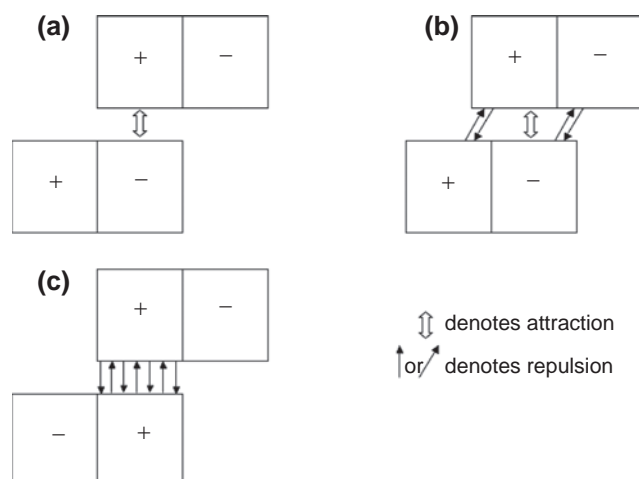 (a)
+ −
+ −
(b)
+ −
+ −
(c)
+ −
− +
denotes attraction
or denotes repulsion